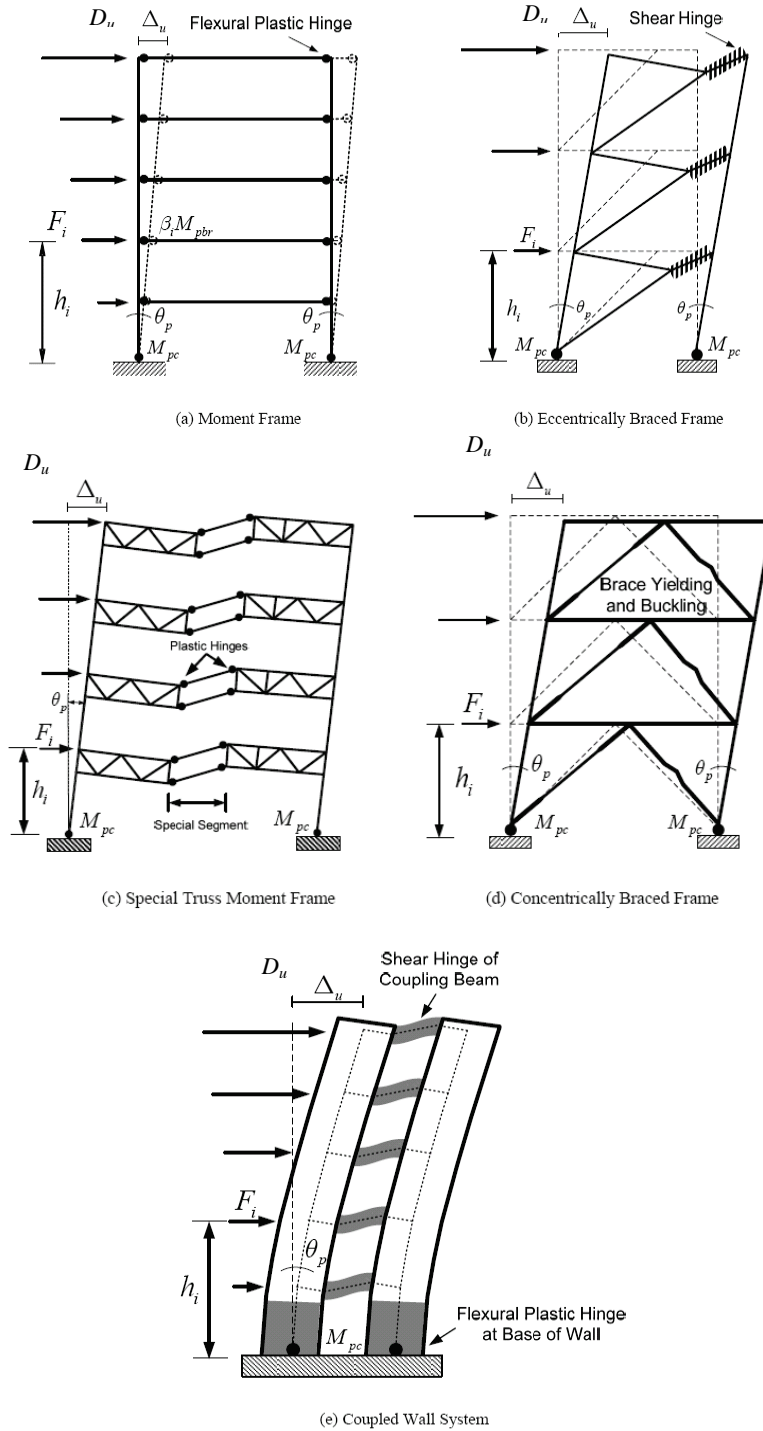 D_u Δ_u Flexural Plastic Hinge
F_i β_i M_pbr
h_i
θ_p θ_p
M_pc M_pc
(a) Moment Frame
D_u Δ_u Shear Hinge
F_i
h_i θ_p θ_p
M_pc M_pc
(b) Eccentrically Braced Frame
D_u
Δ_u
Plastic Hinges
θ_p
F_i
h_i
Special Segment
M_pc M_pc
(c) Special Truss Moment Frame
D_u
Δ_u
Brace Yielding
and Buckling
F_i
h_i θ_p θ_p
M_pc M_pc
(d) Concentrically Braced Frame
D_u Δ_u
Shear Hinge of
Coupling Beam
F_i
θ_p
h_i
M_pc
Flexural Plastic Hinge
at Base of Wall
(e) Coupled Wall System